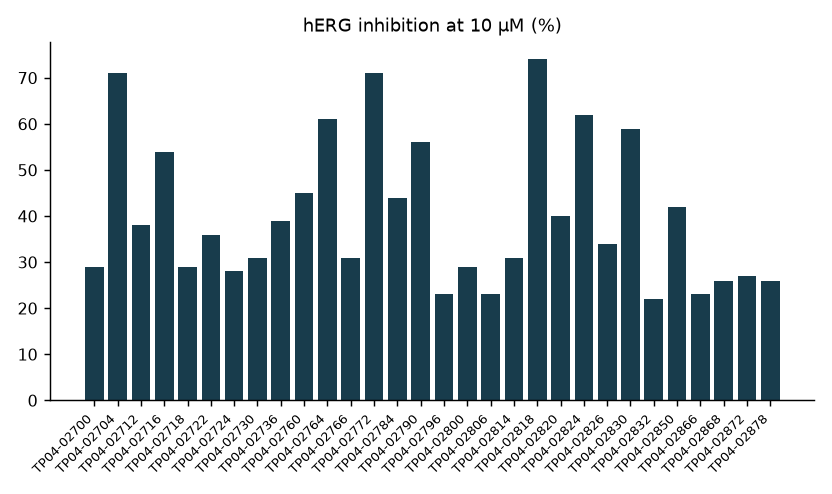 hERG inhibition at 10 µM (%)
70
60
50
40
30
20
10
0
TP04-02700
TP04-02704
TP04-02712
TP04-02716
TP04-02718
TP04-02722
TP04-02724
TP04-02730
TP04-02736
TP04-02760
TP04-02764
TP04-02766
TP04-02772
TP04-02784
TP04-02790
TP04-02796
TP04-02800
TP04-02806
TP04-02814
TP04-02818
TP04-02820
TP04-02824
TP04-02826
TP04-02830
TP04-02832
TP04-02850
TP04-02866
TP04-02868
TP04-02872
TP04-02878